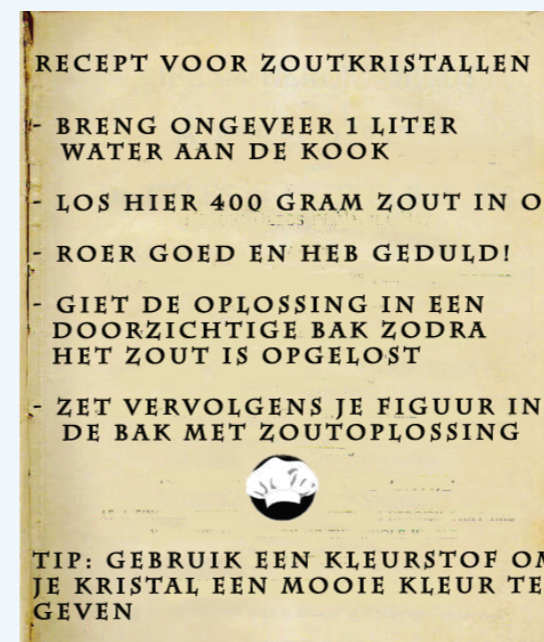 RECEPT VOOR ZOUTKRISTALLEN
- BRENG ONGEVEER 1 LITER
WATER AAN DE KOOK
- LOS HIER 400 GRAM ZOUT IN O
- ROER GOED EN HEB GEDULD!
- GIET DE OPLOSSING IN EEN
DOORZICHTIGE BAK ZODRA
HET ZOUT IS OPGELOST
- ZET VERVOLGENS JE FIGUUR IN
DE BAK MET ZOUTOPLOSSING
TIP: GEBRUIK EEN KLEURSTOF OM
JE KRISTAL EEN MOOIE KLEUR TE
GEVEN